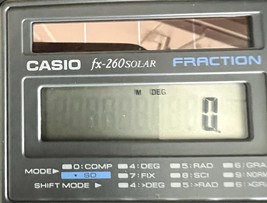 CASIO fx-260SOLAR FRACTION
M DEG
0.
MODE▶ 0:COMP 4:DEG 5:RAD 6:GRA
SD 7:FIX 8:SCI 9:NORM
SHIFT MODE▶ 4:>DEG 5:>RAD 6:>GRA